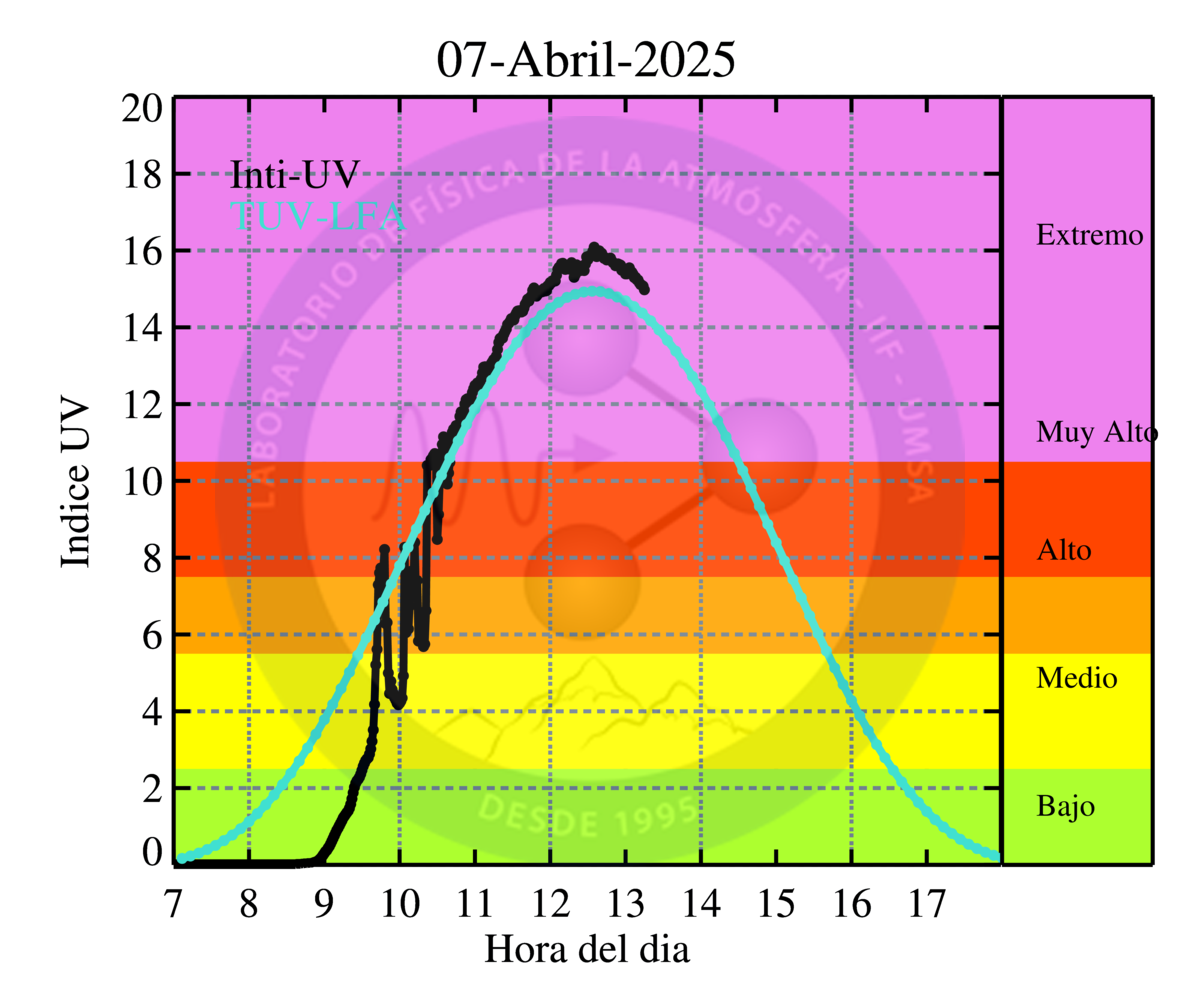 07-Abril-2025
20
18
16
14
12
10
8
6
4
2
0
Indice UV
Inti-UV
TUV-LFA
LABORATORIO DE FÍSICA DE LA ATMÓSFERA - IIF - UMSA
DESDE 1995
Extremo
Muy Alto
Alto
Medio
Bajo
7 8 9 10 11 12 13 14 15 16 17
Hora del dia